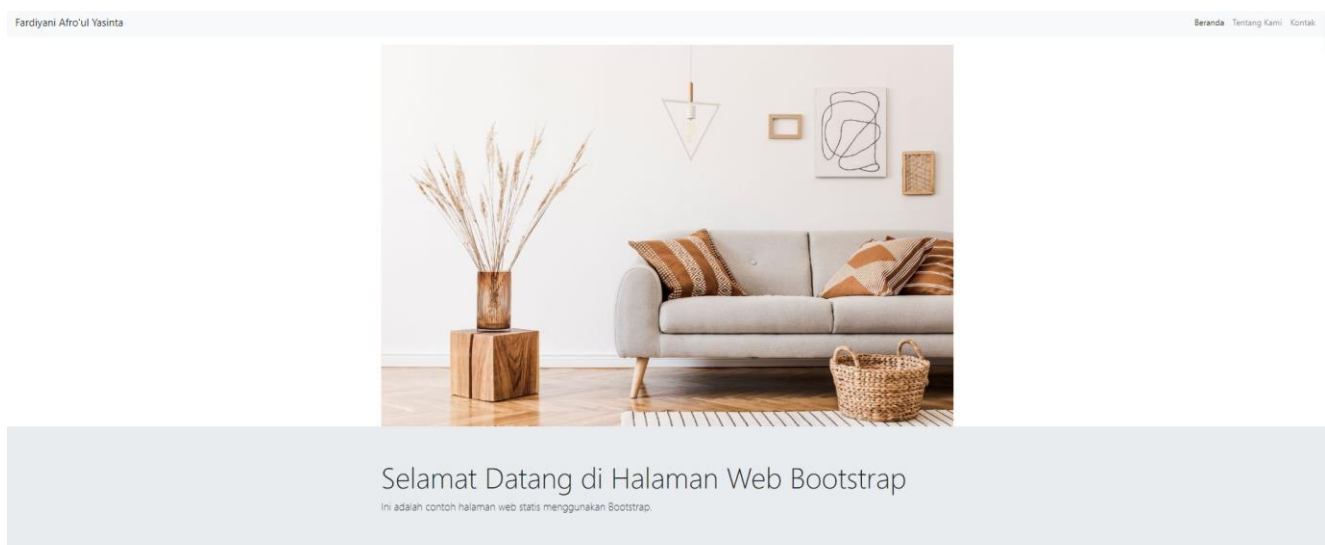 Fardiyani Afro'ul Yasinta
Beranda Tentang Kami Kontak
Selamat Datang di Halaman Web Bootstrap
Ini adalah contoh halaman web statis menggunakan Bootstrap.